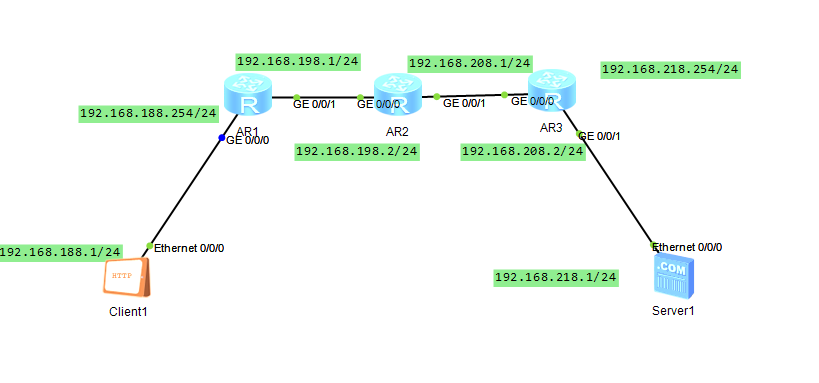 192.168.198.1/24
192.168.208.1/24
192.168.218.254/24
R
R
R
GE 0/0/1
GE 0/0/0
GE 0/0/1
GE 0/0/0
192.168.188.254/24
AR1
AR2
AR3
GE 0/0/0
GE 0/0/1
192.168.198.2/24
192.168.208.2/24
192.168.188.1/24
Ethernet 0/0/0
Ethernet 0/0/0
HTTP
.COM
192.168.218.1/24
Client1
Server1